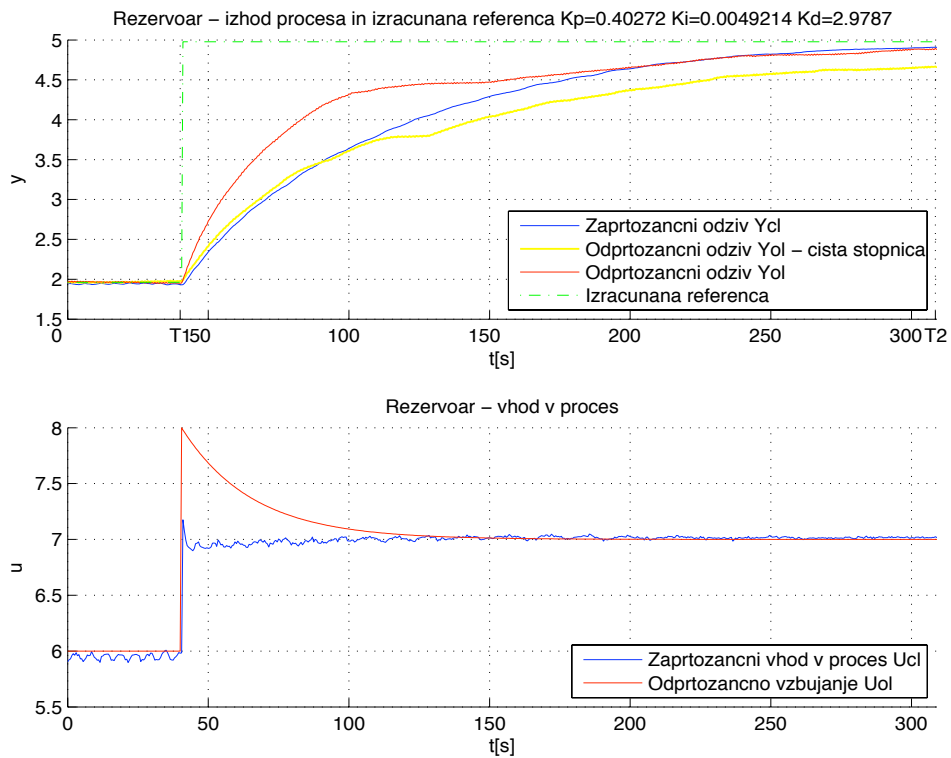 Rezervoar – izhod procesa in izracunana referenca Kp=0.40272 Ki=0.0049214 Kd=2.9787
5
4.5
4
3.5
3
2.5
2
1.5
y
Zaprtozancni odziv Ycl
Odprtozancni odziv Yol – cista stopnica
Odprtozancni odziv Yol
Izracunana referenca
0 T1 50 100 150 200 250 300 T2
t[s]
Rezervoar – vhod v proces
8
7.5
7
6.5
6
5.5
u
Zaprtozancni vhod v proces Ucl
Odprtozancno vzbujanje Uol
0 50 100 150 200 250 300
t[s]